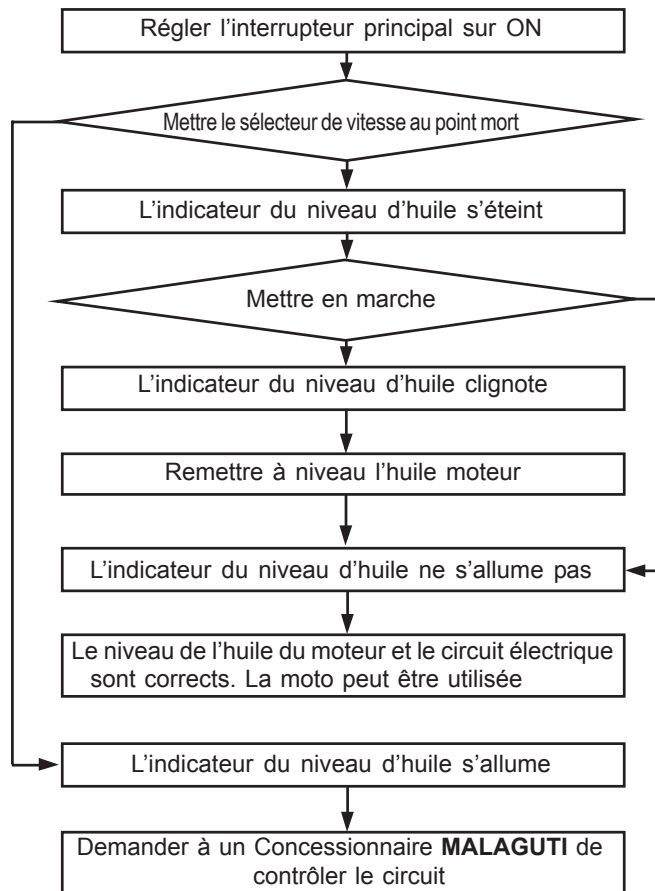 Régler l'interrupteur principal sur ON
Mettre le sélecteur de vitesse au point mort
L'indicateur du niveau d'huile s'éteint
Mettre en marche
L'indicateur du niveau d'huile clignote
Remettre à niveau l'huile moteur
L'indicateur du niveau d'huile ne s'allume pas
Le niveau de l'huile du moteur et le circuit électrique
sont corrects. La moto peut être utilisée
L'indicateur du niveau d'huile s'allume
Demander à un Concessionnaire MALAGUTI de
contrôler le circuit